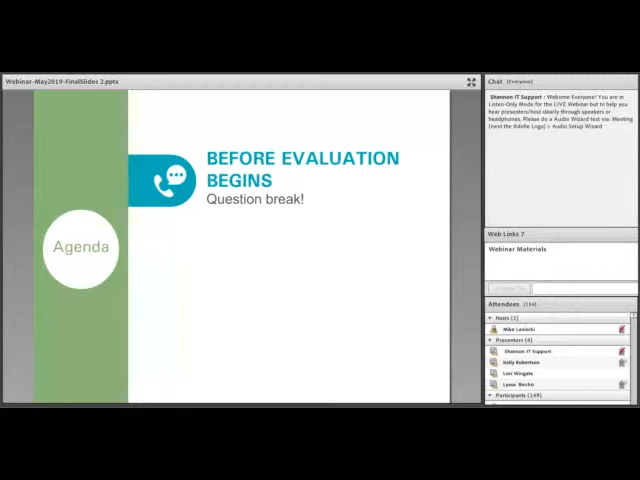 Webinar-May2019-FinalSlides 2.pptx
BEFORE EVALUATION
BEGINS
Question break!
Agenda
Chat (Everyone)
Shannon IT Support : Welcome Everyone! You are in
Listen-Only Mode for the LIVE Webinar but to help you
hear presenters/host clearly through speakers or
headphones. Please do a Audio Wizard test via: Meeting
(next the Adobe Logo) > Audio Setup Wizard
Web Links 7
Webinar Materials
Attendees (154)
Hosts (1)
Mike Lesiecki
Presenters (4)
Shannon IT Support
Kelly Robertson
Lori Wingate
Lyssa Becho
Participants (149)